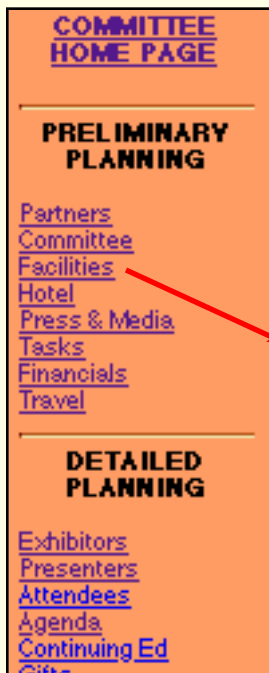 COMMITTEE
HOME PAGE
PRELIMINARY
PLANNING
Partners
Committee
Facilities
Hotel
Press & Media
Tasks
Financials
Travel
DETAILED
PLANNING
Exhibitors
Presenters
Attendees
Agenda
Continuing Ed